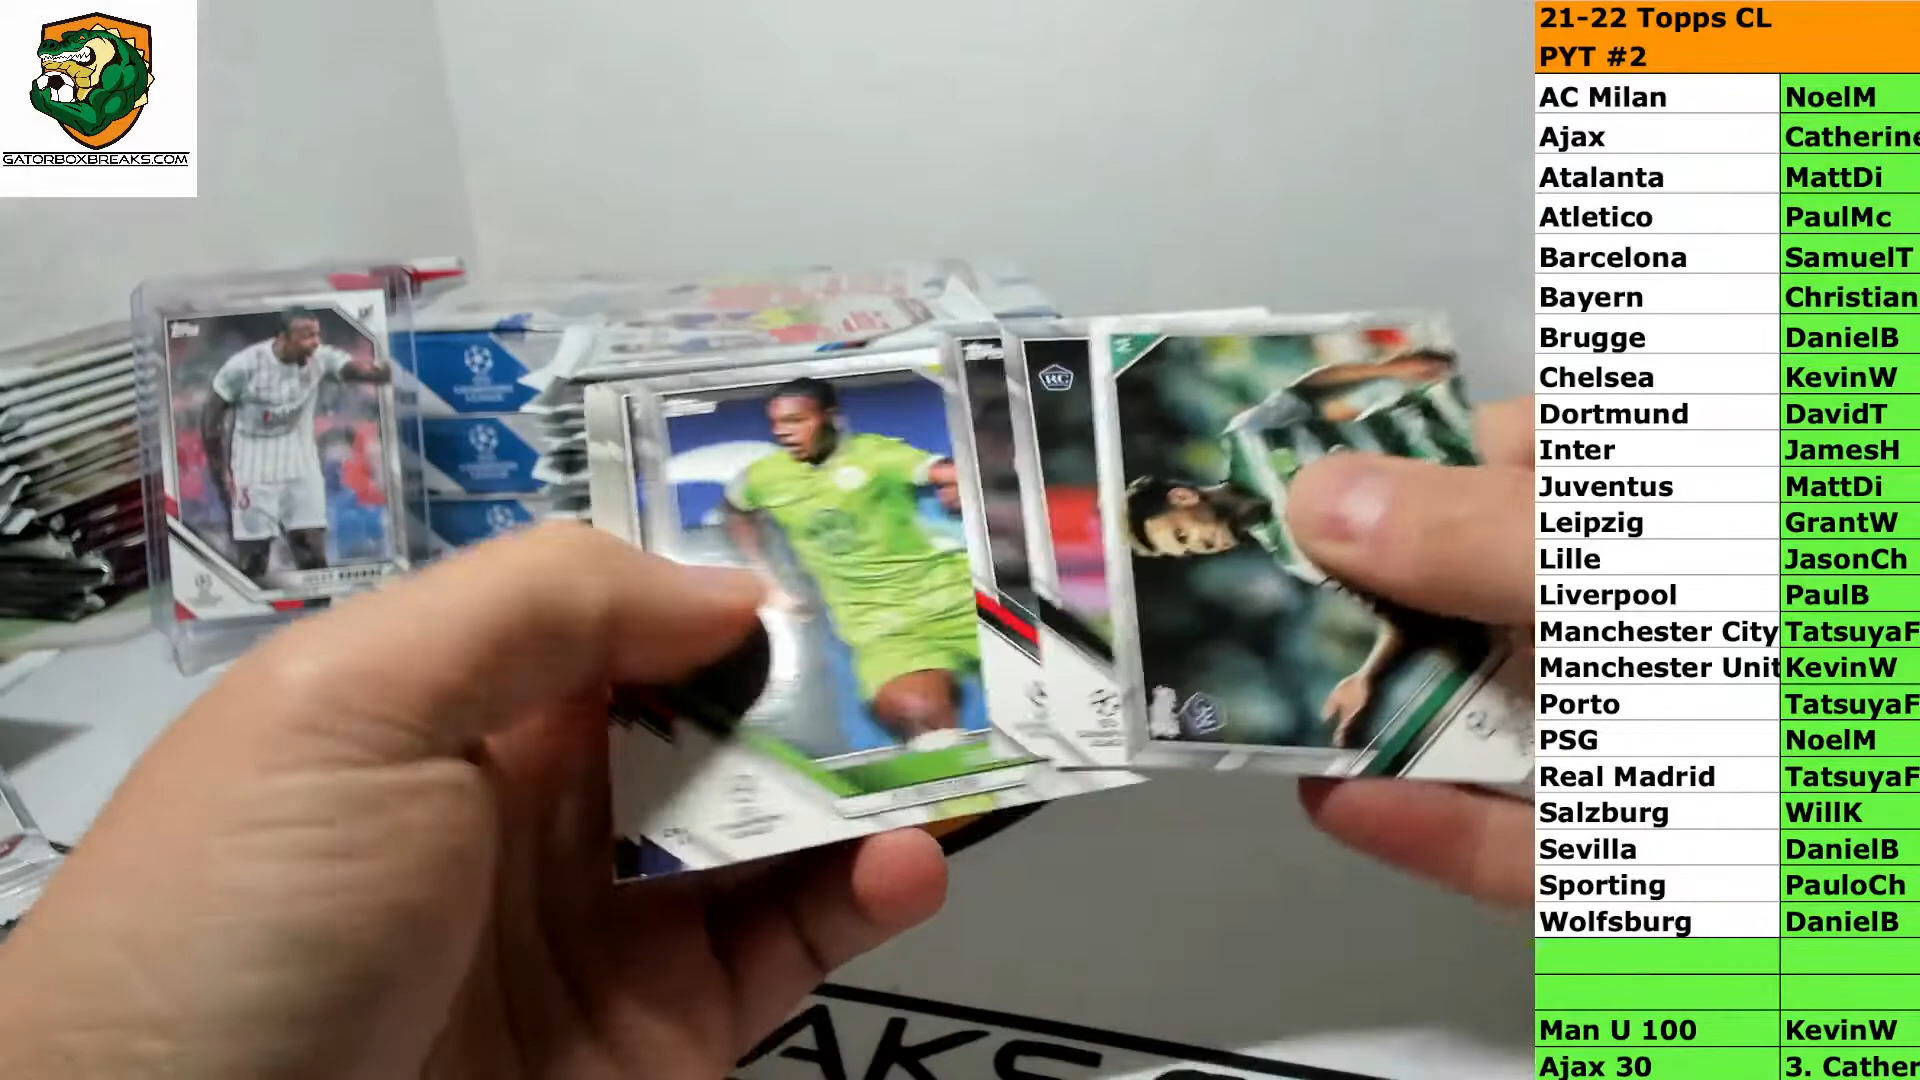 GATORBOXBREAKS.COM
21-22 Topps CL
PYT #2
AC Milan NoelM
Ajax Catherine
Atalanta MattDi
Atletico PaulMc
Barcelona SamuelT
Bayern Christian
Brugge DanielB
Chelsea KevinW
Dortmund DavidT
Inter JamesH
Juventus MattDi
Leipzig GrantW
Lille JasonCh
Liverpool PaulB
Manchester City TatsuyaF
Manchester Unit KevinW
Porto TatsuyaF
PSG NoelM
Real Madrid TatsuyaF
Salzburg WillK
Sevilla DanielB
Sporting PauloCh
Wolfsburg DanielB
Man U 100 KevinW
Ajax 30 3. Cather
topps
RC
AKS